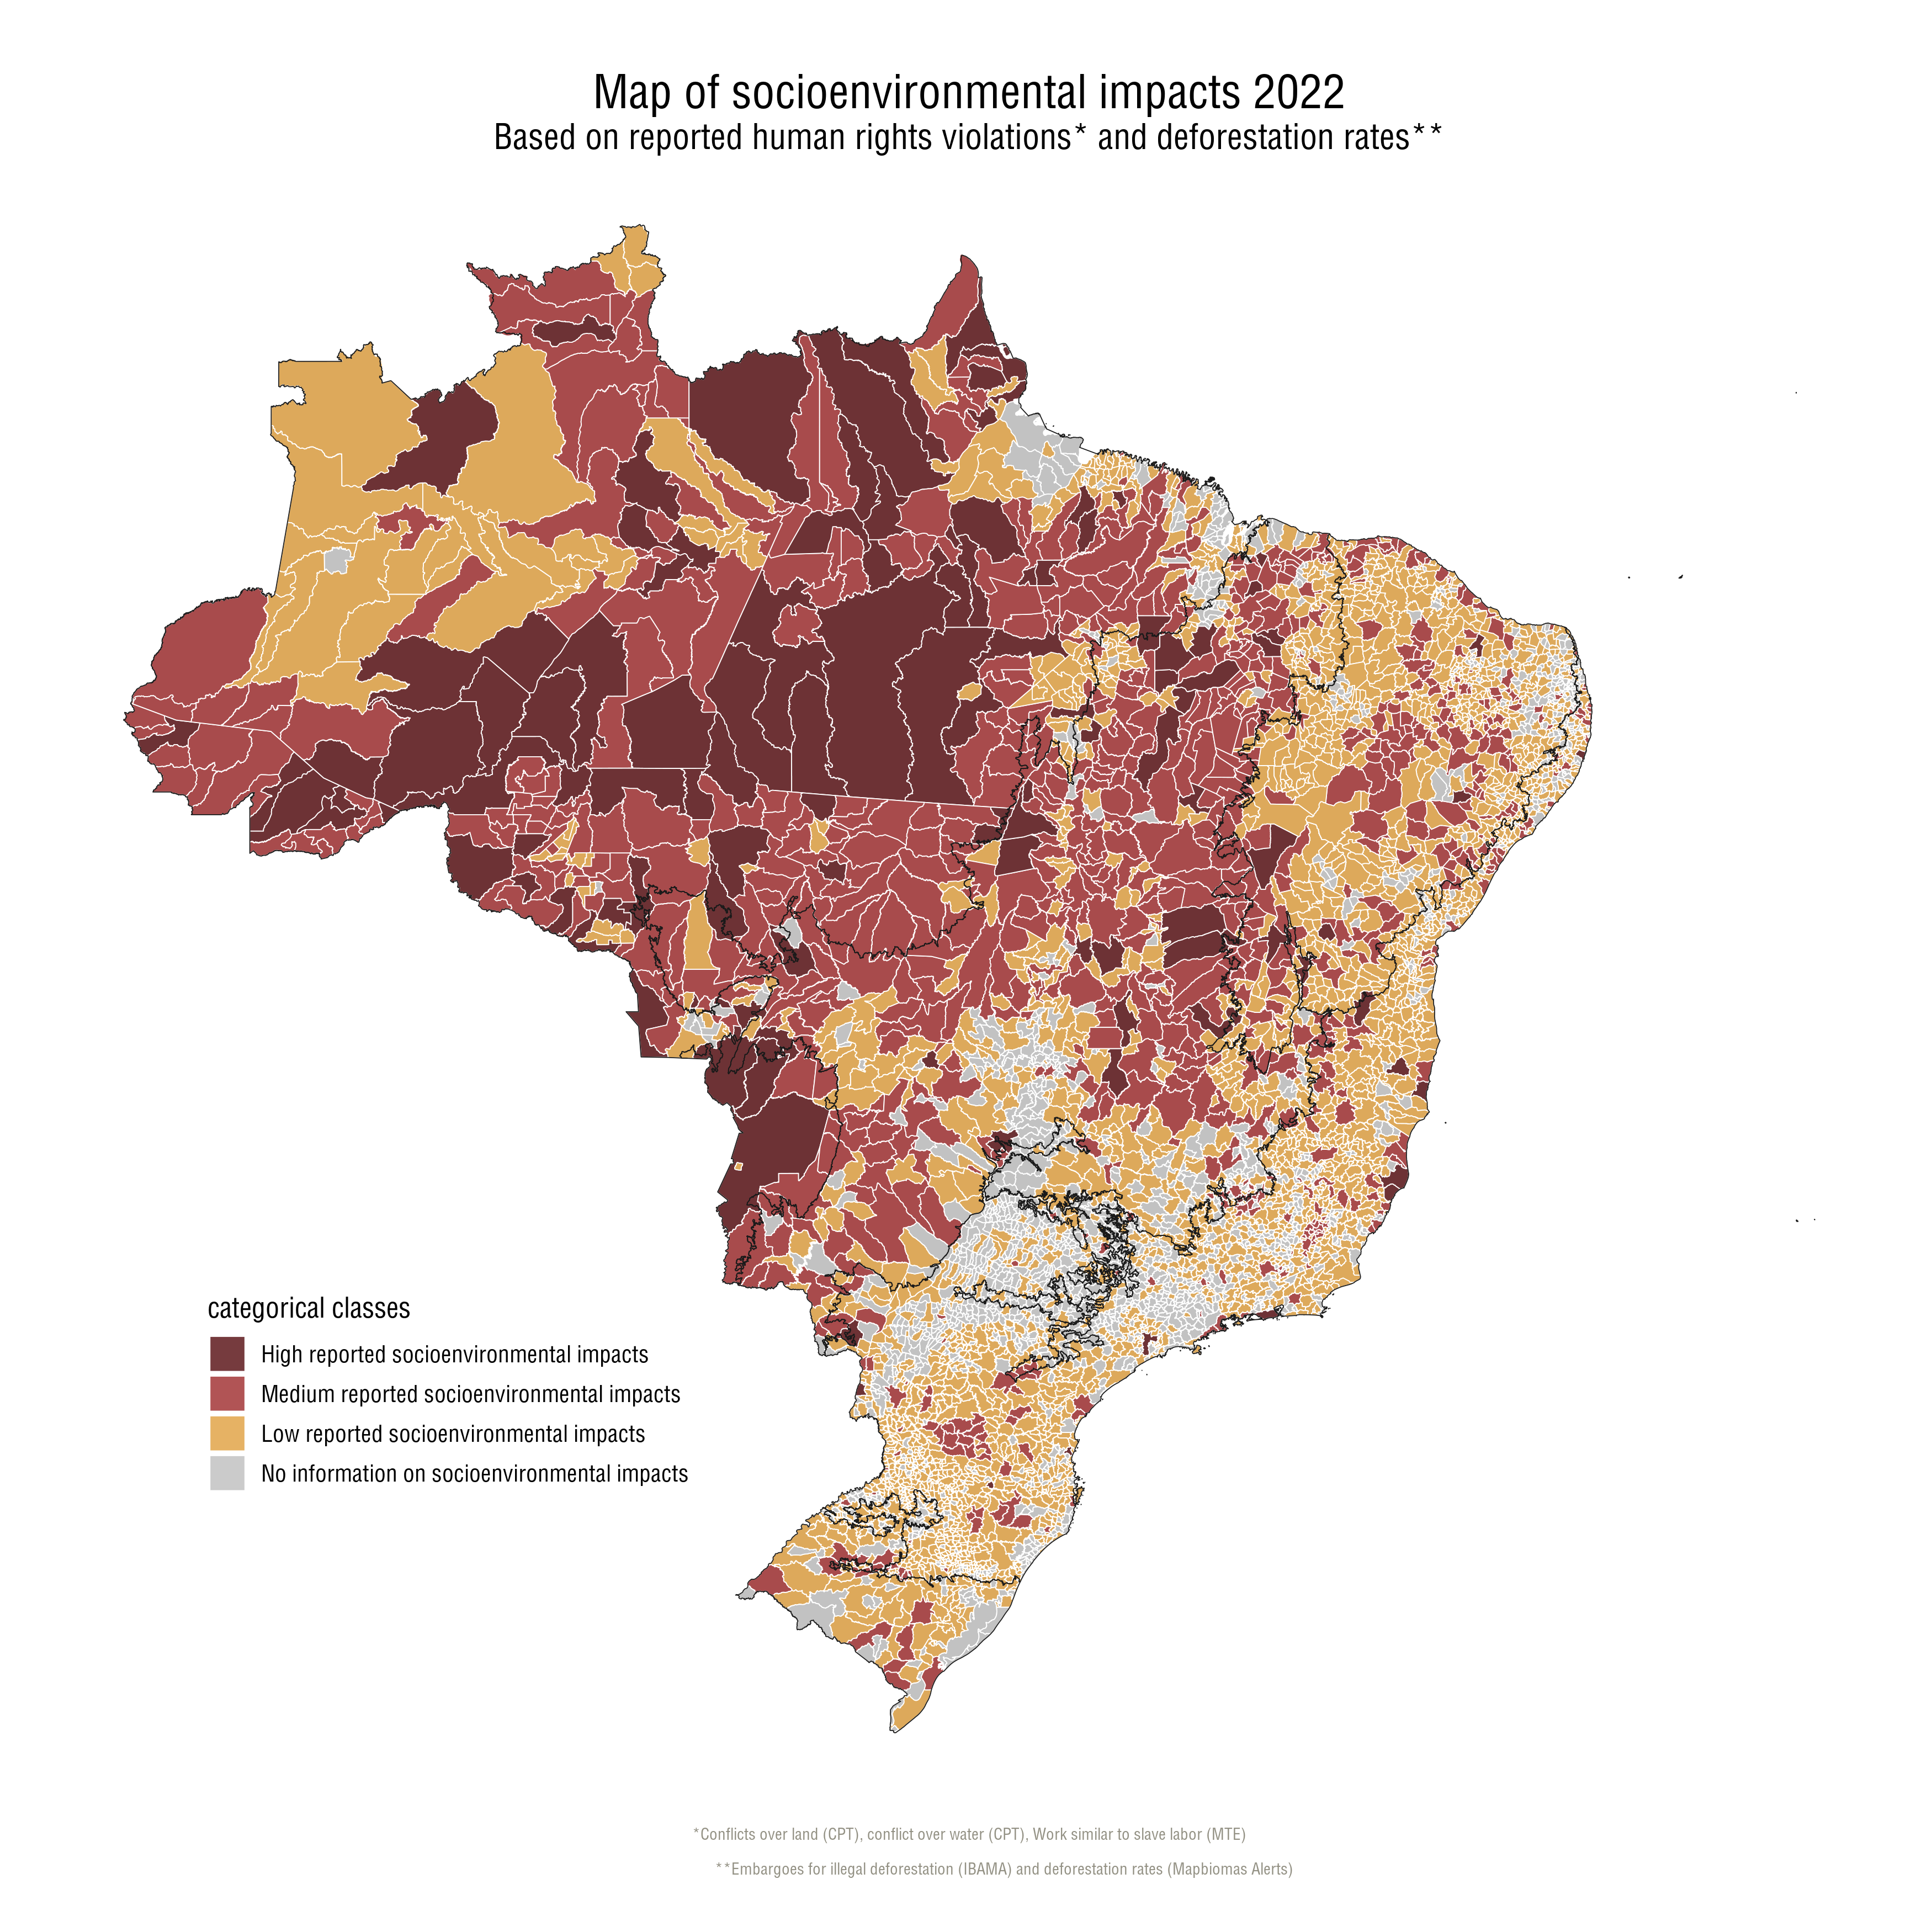 Map of socioenvironmental impacts 2022
Based on reported human rights violations* and deforestation rates**
categorical classes
High reported socioenvironmental impacts
Medium reported socioenvironmental impacts
Low reported socioenvironmental impacts
No information on socioenvironmental impacts
*Conflicts over land (CPT), conflict over water (CPT), Work similar to slave labor (MTE)
**Embargoes for illegal deforestation (IBAMA) and deforestation rates (Mapbiomas Alerts)